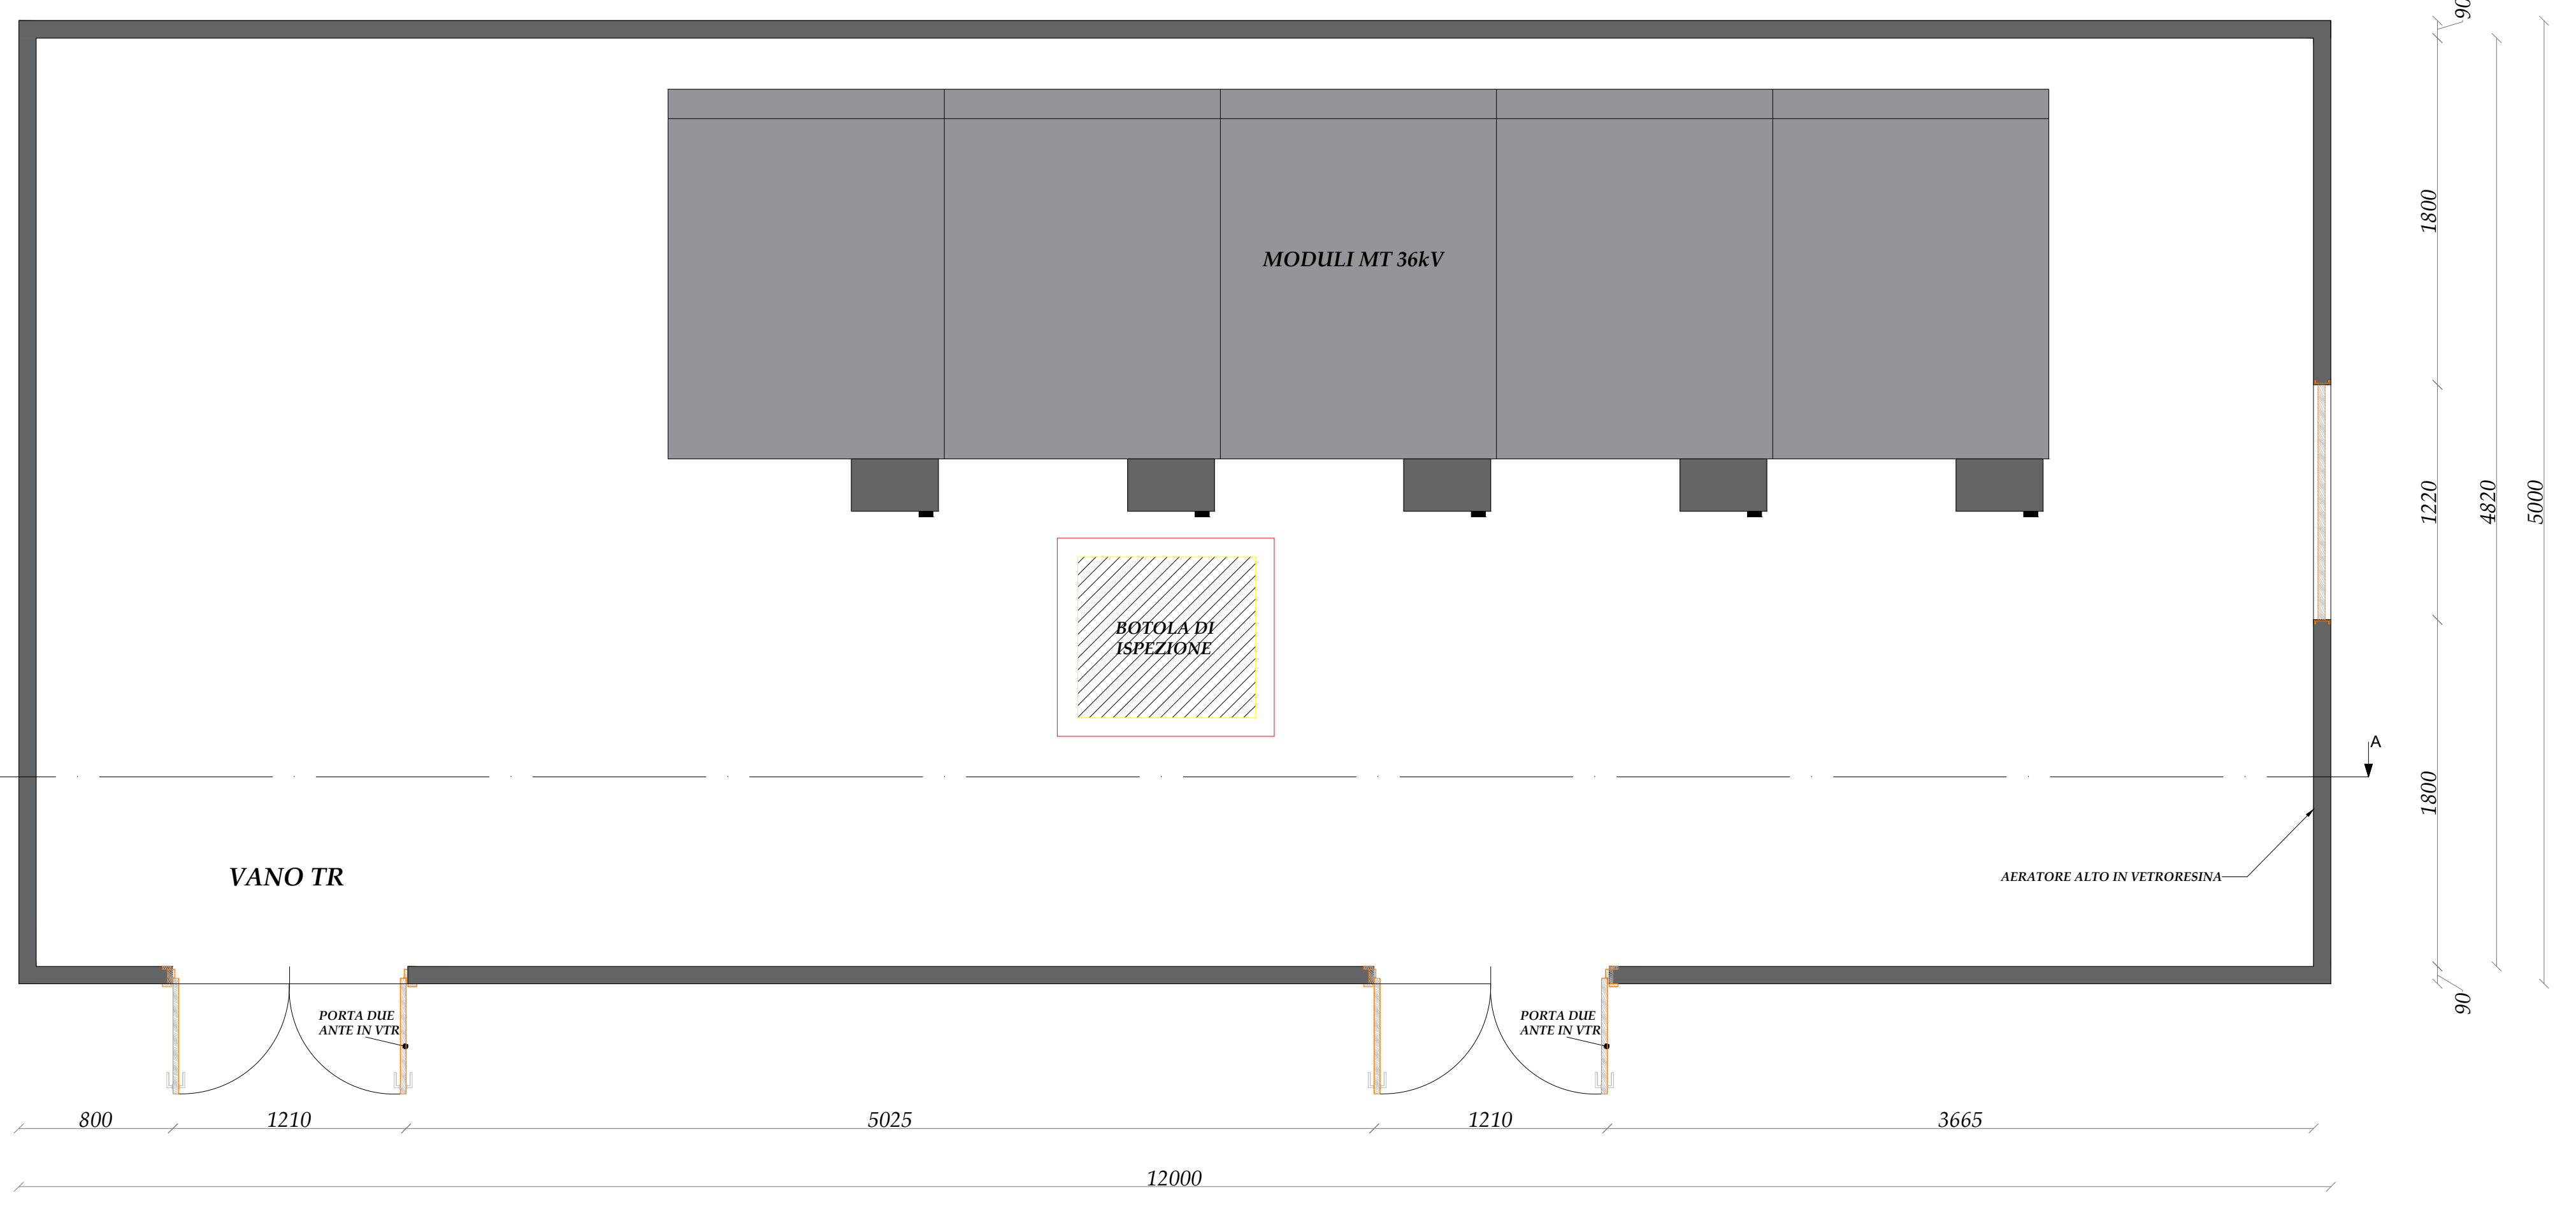 90
1800
MODULI MT 36kV
1220
4820
5000
BOTOLA DI
ISPEZIONE
A
1800
VANO TR
AERATORE ALTO IN VETRORESINA
90
PORTA DUE
ANTE IN VTR
PORTA DUE
ANTE IN VTR
800
1210
5025
1210
3665
12000